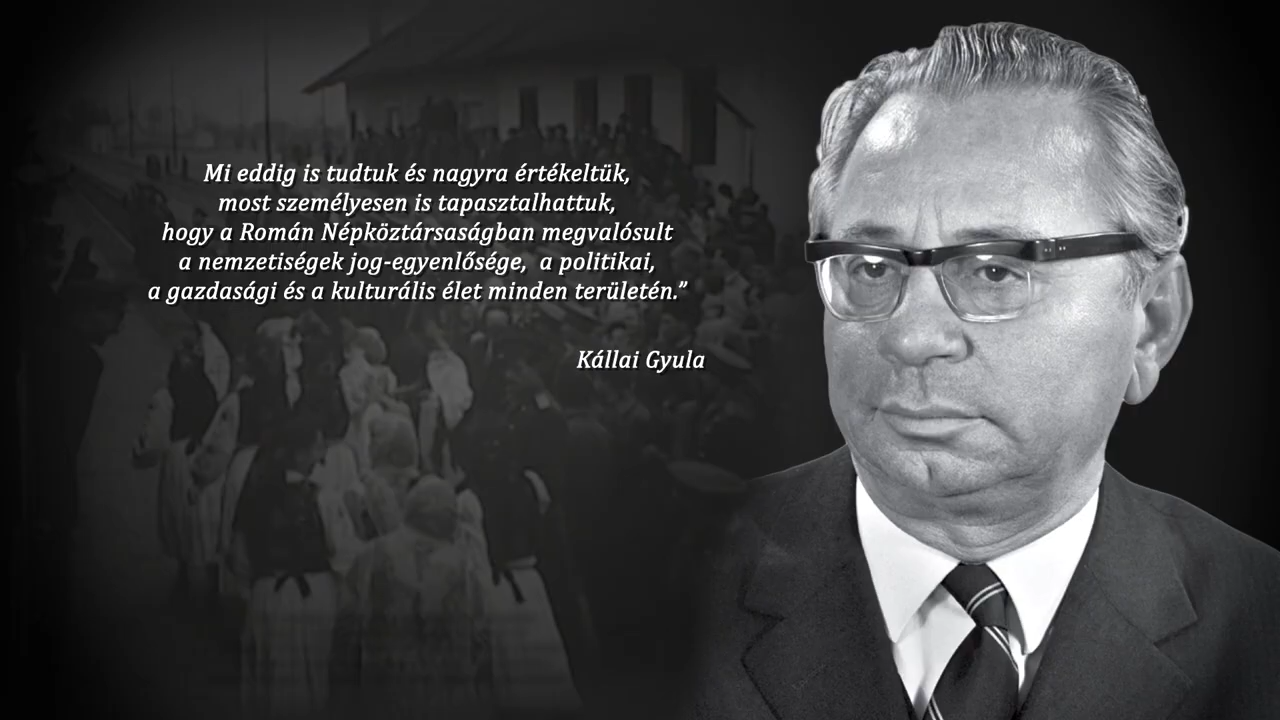 Mi eddig is tudtuk és nagyra értékeltük,
most személyesen is tapasztalhattuk,
hogy a Román Népköztársaságban megvalósult
a nemzetiségek jog-egyenlősége, a politikai,
a gazdasági és a kulturális élet minden területén.”
Kállai Gyula